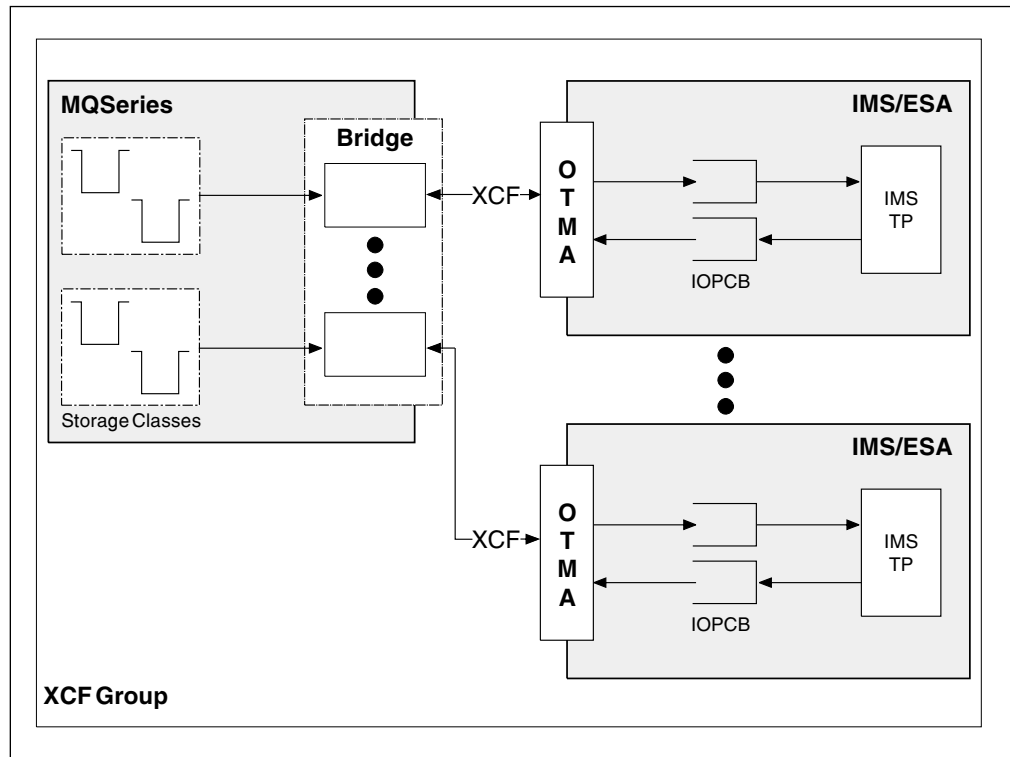 MQSeries
Bridge
Storage Classes
XCF
XCF
IMS/ESA
O
T
M
A
IMS
TP
IOPCB
IMS/ESA
O
T
M
A
IMS
TP
IOPCB
XCF Group